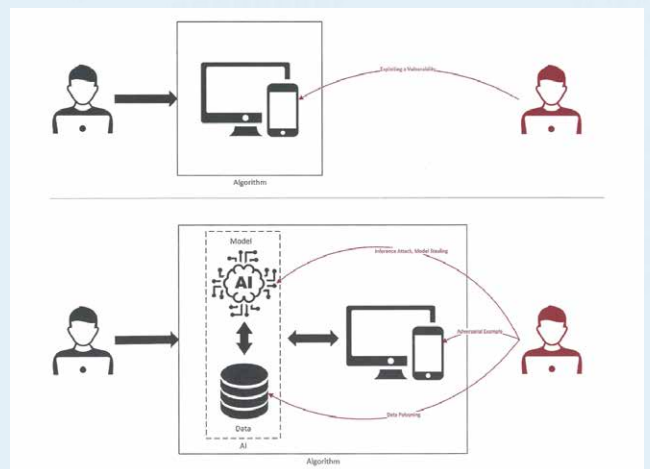 Exploiting a Vulnerability
Algorithm
Model
AI
Inference Attack, Model Stealing
Adversarial Example
Data Poisoning
Data
AI
Algorithm